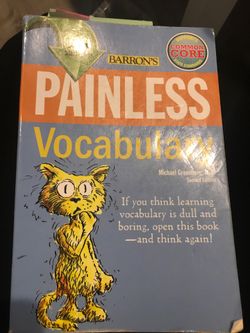 BARRON'S
COMMON
CORE
PAINLESS
Vocabulary
Michael Greenberg,
Second Edition
If you think learning
vocabulary is dull and
boring, open this book
—and think again!